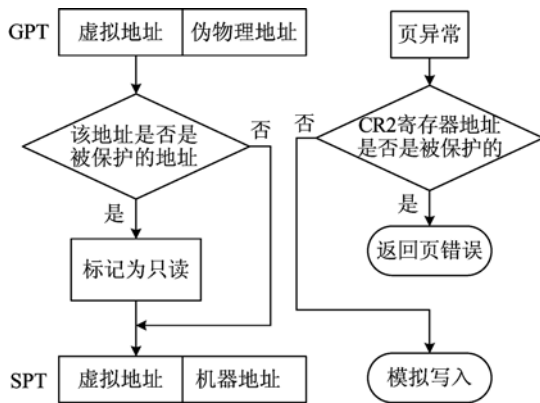 GPT 虚拟地址 伪物理地址
该地址是否是
被保护的地址
否
是
标记为只读
SPT 虚拟地址 机器地址
页异常
CR2寄存器地址
是否是被保护的
否
是
返回页错误
模拟写入